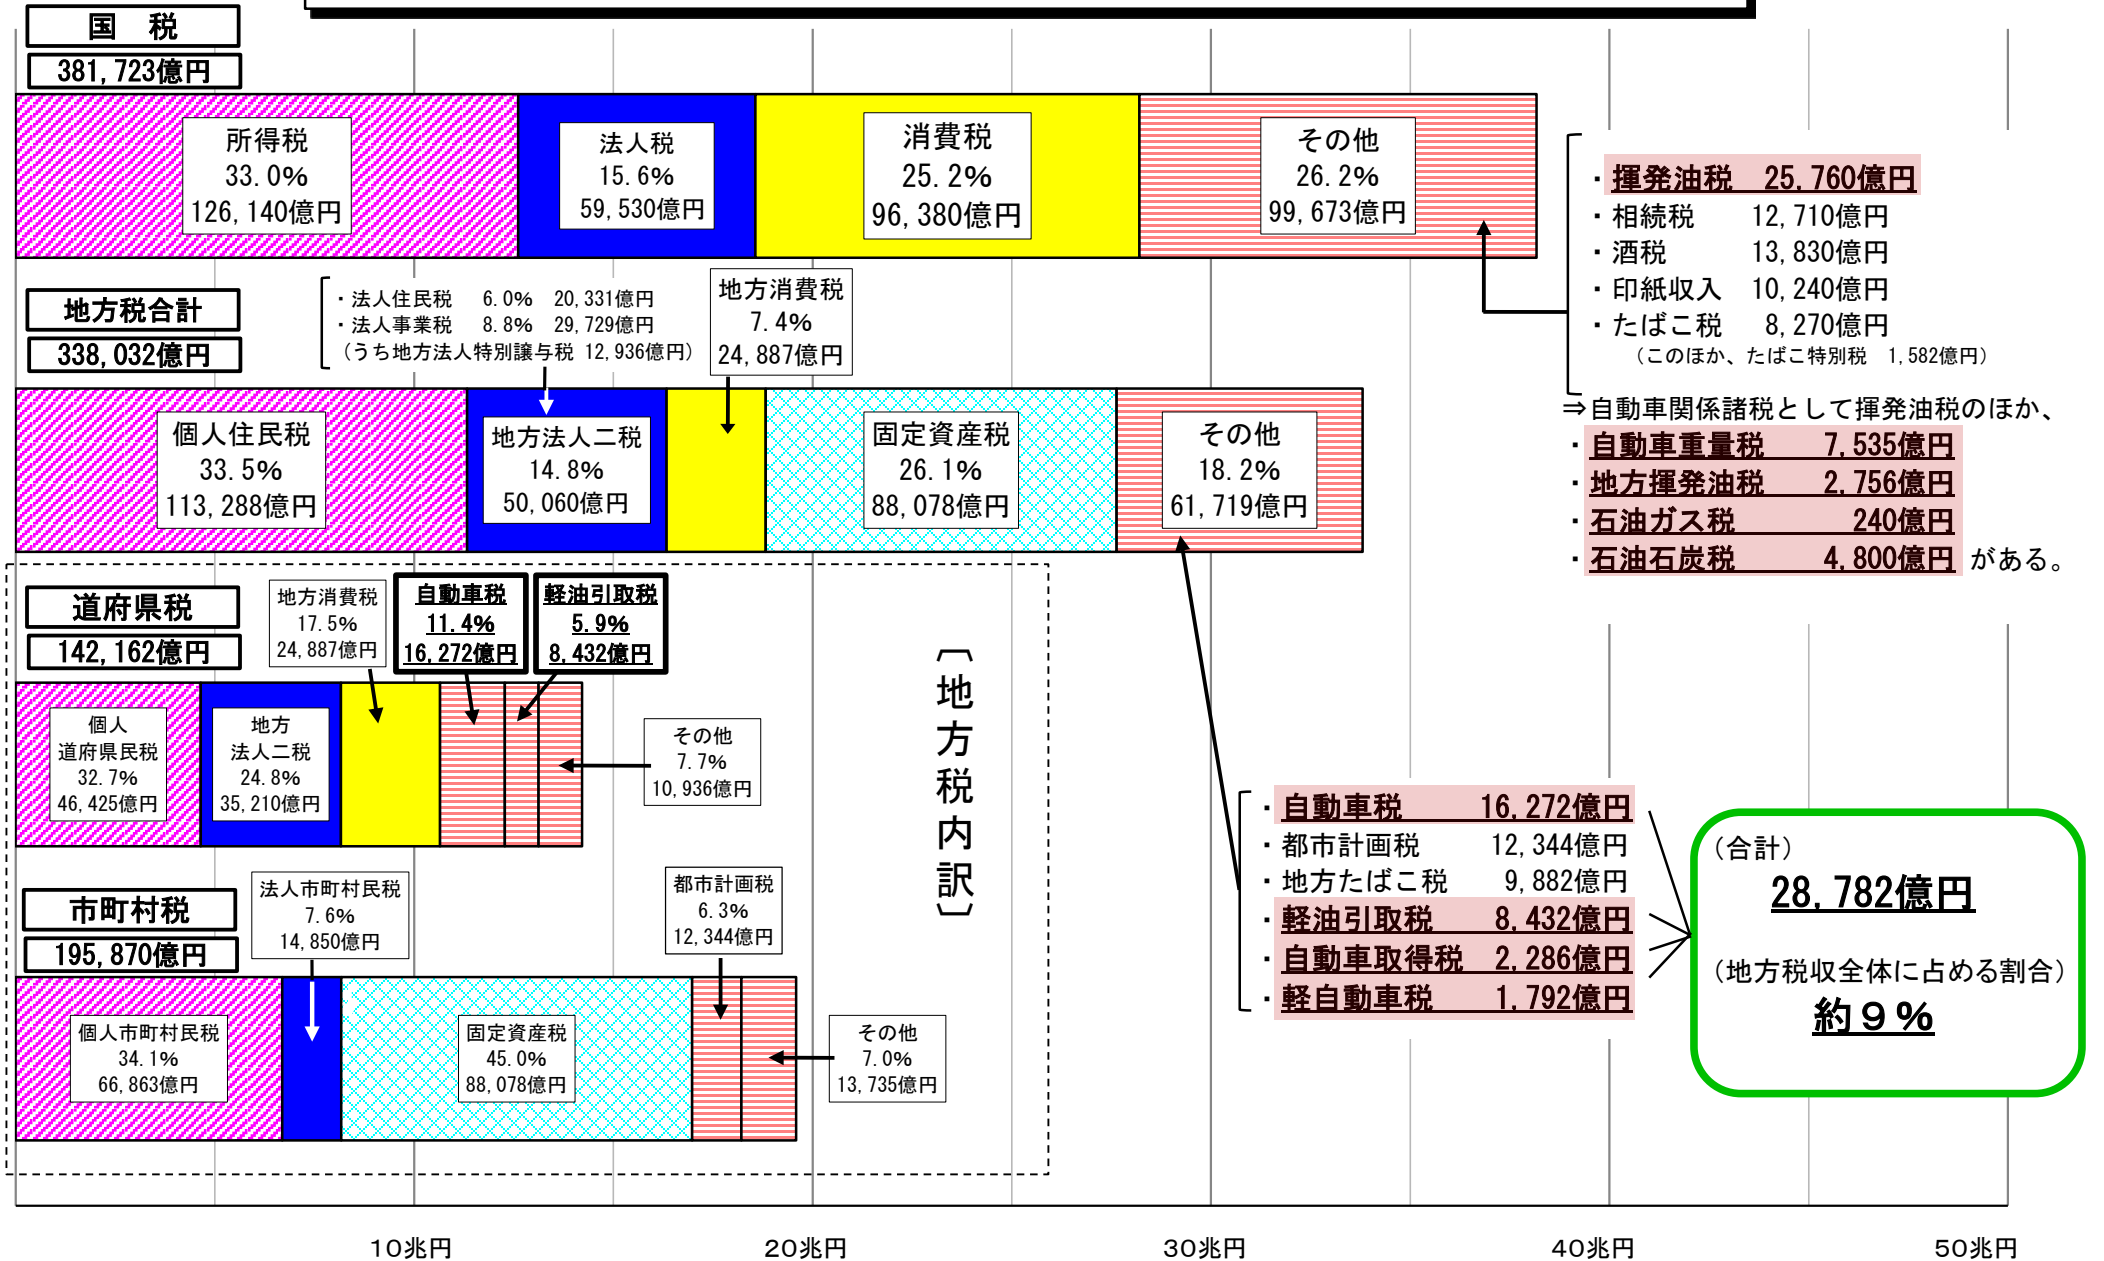 国　税
381,723億円
所得税
33.0%
126,140億円
法人税
15.6%
59,530億円
消費税
25.2%
96,380億円
その他
26.2%
99,673億円
・揮発油税　25,760億円
・相続税　12,710億円
・酒税　13,830億円
・印紙収入　10,240億円
・たばこ税　8,270億円
（このほか、たばこ特別税　1,582億円）
⇒自動車関係諸税として揮発油税のほか、
・自動車重量税　7,535億円
・地方揮発油税　2,756億円
・石油ガス税　240億円
・石油石炭税　4,800億円 がある。
地方税合計
338,032億円
・法人住民税　6.0%　20,331億円
・法人事業税　8.8%　29,729億円
（うち地方法人特別譲与税 12,936億円）
地方消費税
7.4%
24,887億円
個人住民税
33.5%
113,288億円
地方法人二税
14.8%
50,060億円
固定資産税
26.1%
88,078億円
その他
18.2%
61,719億円
道府県税
142,162億円
地方消費税
17.5%
24,887億円
自動車税
11.4%
16,272億円
軽油引取税
5.9%
8,432億円
個人
道府県民税
32.7%
46,425億円
地方
法人二税
24.8%
35,210億円
その他
7.7%
10,936億円
〔地方税内訳〕
市町村税
195,870億円
法人市町村民税
7.6%
14,850億円
都市計画税
6.3%
12,344億円
個人市町村民税
34.1%
66,863億円
固定資産税
45.0%
88,078億円
その他
7.0%
13,735億円
・自動車税　16,272億円
・都市計画税　12,344億円
・地方たばこ税　9,882億円
・軽油引取税　8,432億円
・自動車取得税　2,286億円
・軽自動車税　1,792億円
（合計）
28,782億円
（地方税収全体に占める割合）
約９％
10兆円
20兆円
30兆円
40兆円
50兆円